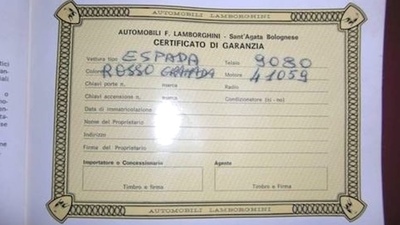 AUTOMOBILI LAMBORGHINI
AUTOMOBILI F. LAMBORGHINI - Sant'Agata Bolognese
CERTIFICATO DI GARANZIA
Vettura tipo ESPADA Telaio 9080
Colore ROSSO GRANADA Motore 41059
Chiavi porte n. marca Radio
Chiavi accensione n. marca Condizionatore (si - no)
Data di immatricolazione
Nome del Proprietario
Indirizzo
Firma del Proprietario
Importatore o Concessionario Agente
Timbro e firma Timbro e firma
AUTOMOBILI LAMBORGHINI